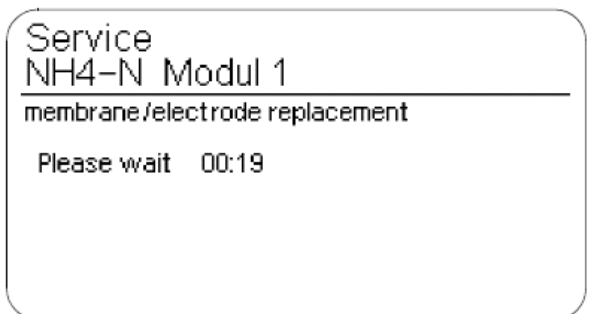 Service
NH4-N Modul 1
membrane/electrode replacement
Please wait 00:19